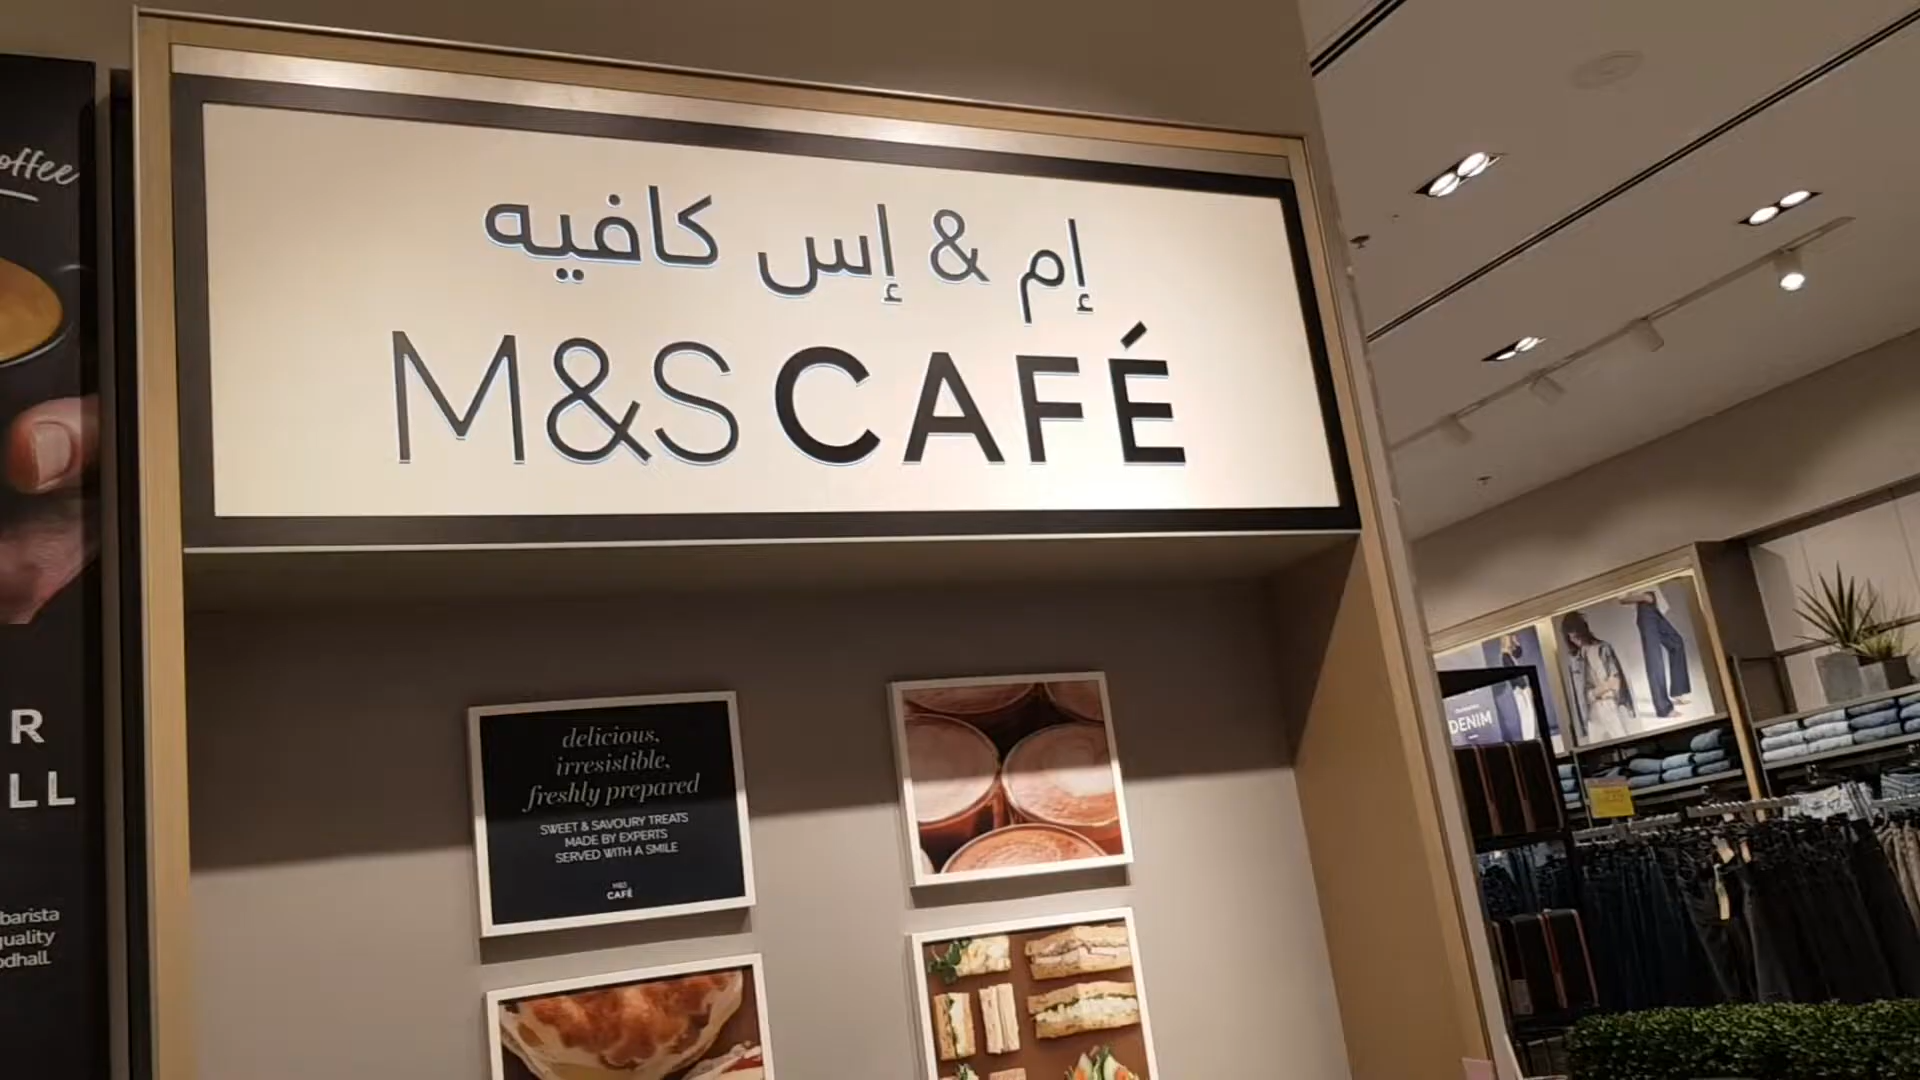 إم & إس كافيه
M&S CAFÉ
delicious,
irresistible,
freshly prepared
SWEET & SAVOURY TREATS
MADE BY EXPERTS
SERVED WITH A SMILE
M&S
CAFÉ
offee
R
LL
barista
uality
odhall.
DENIM